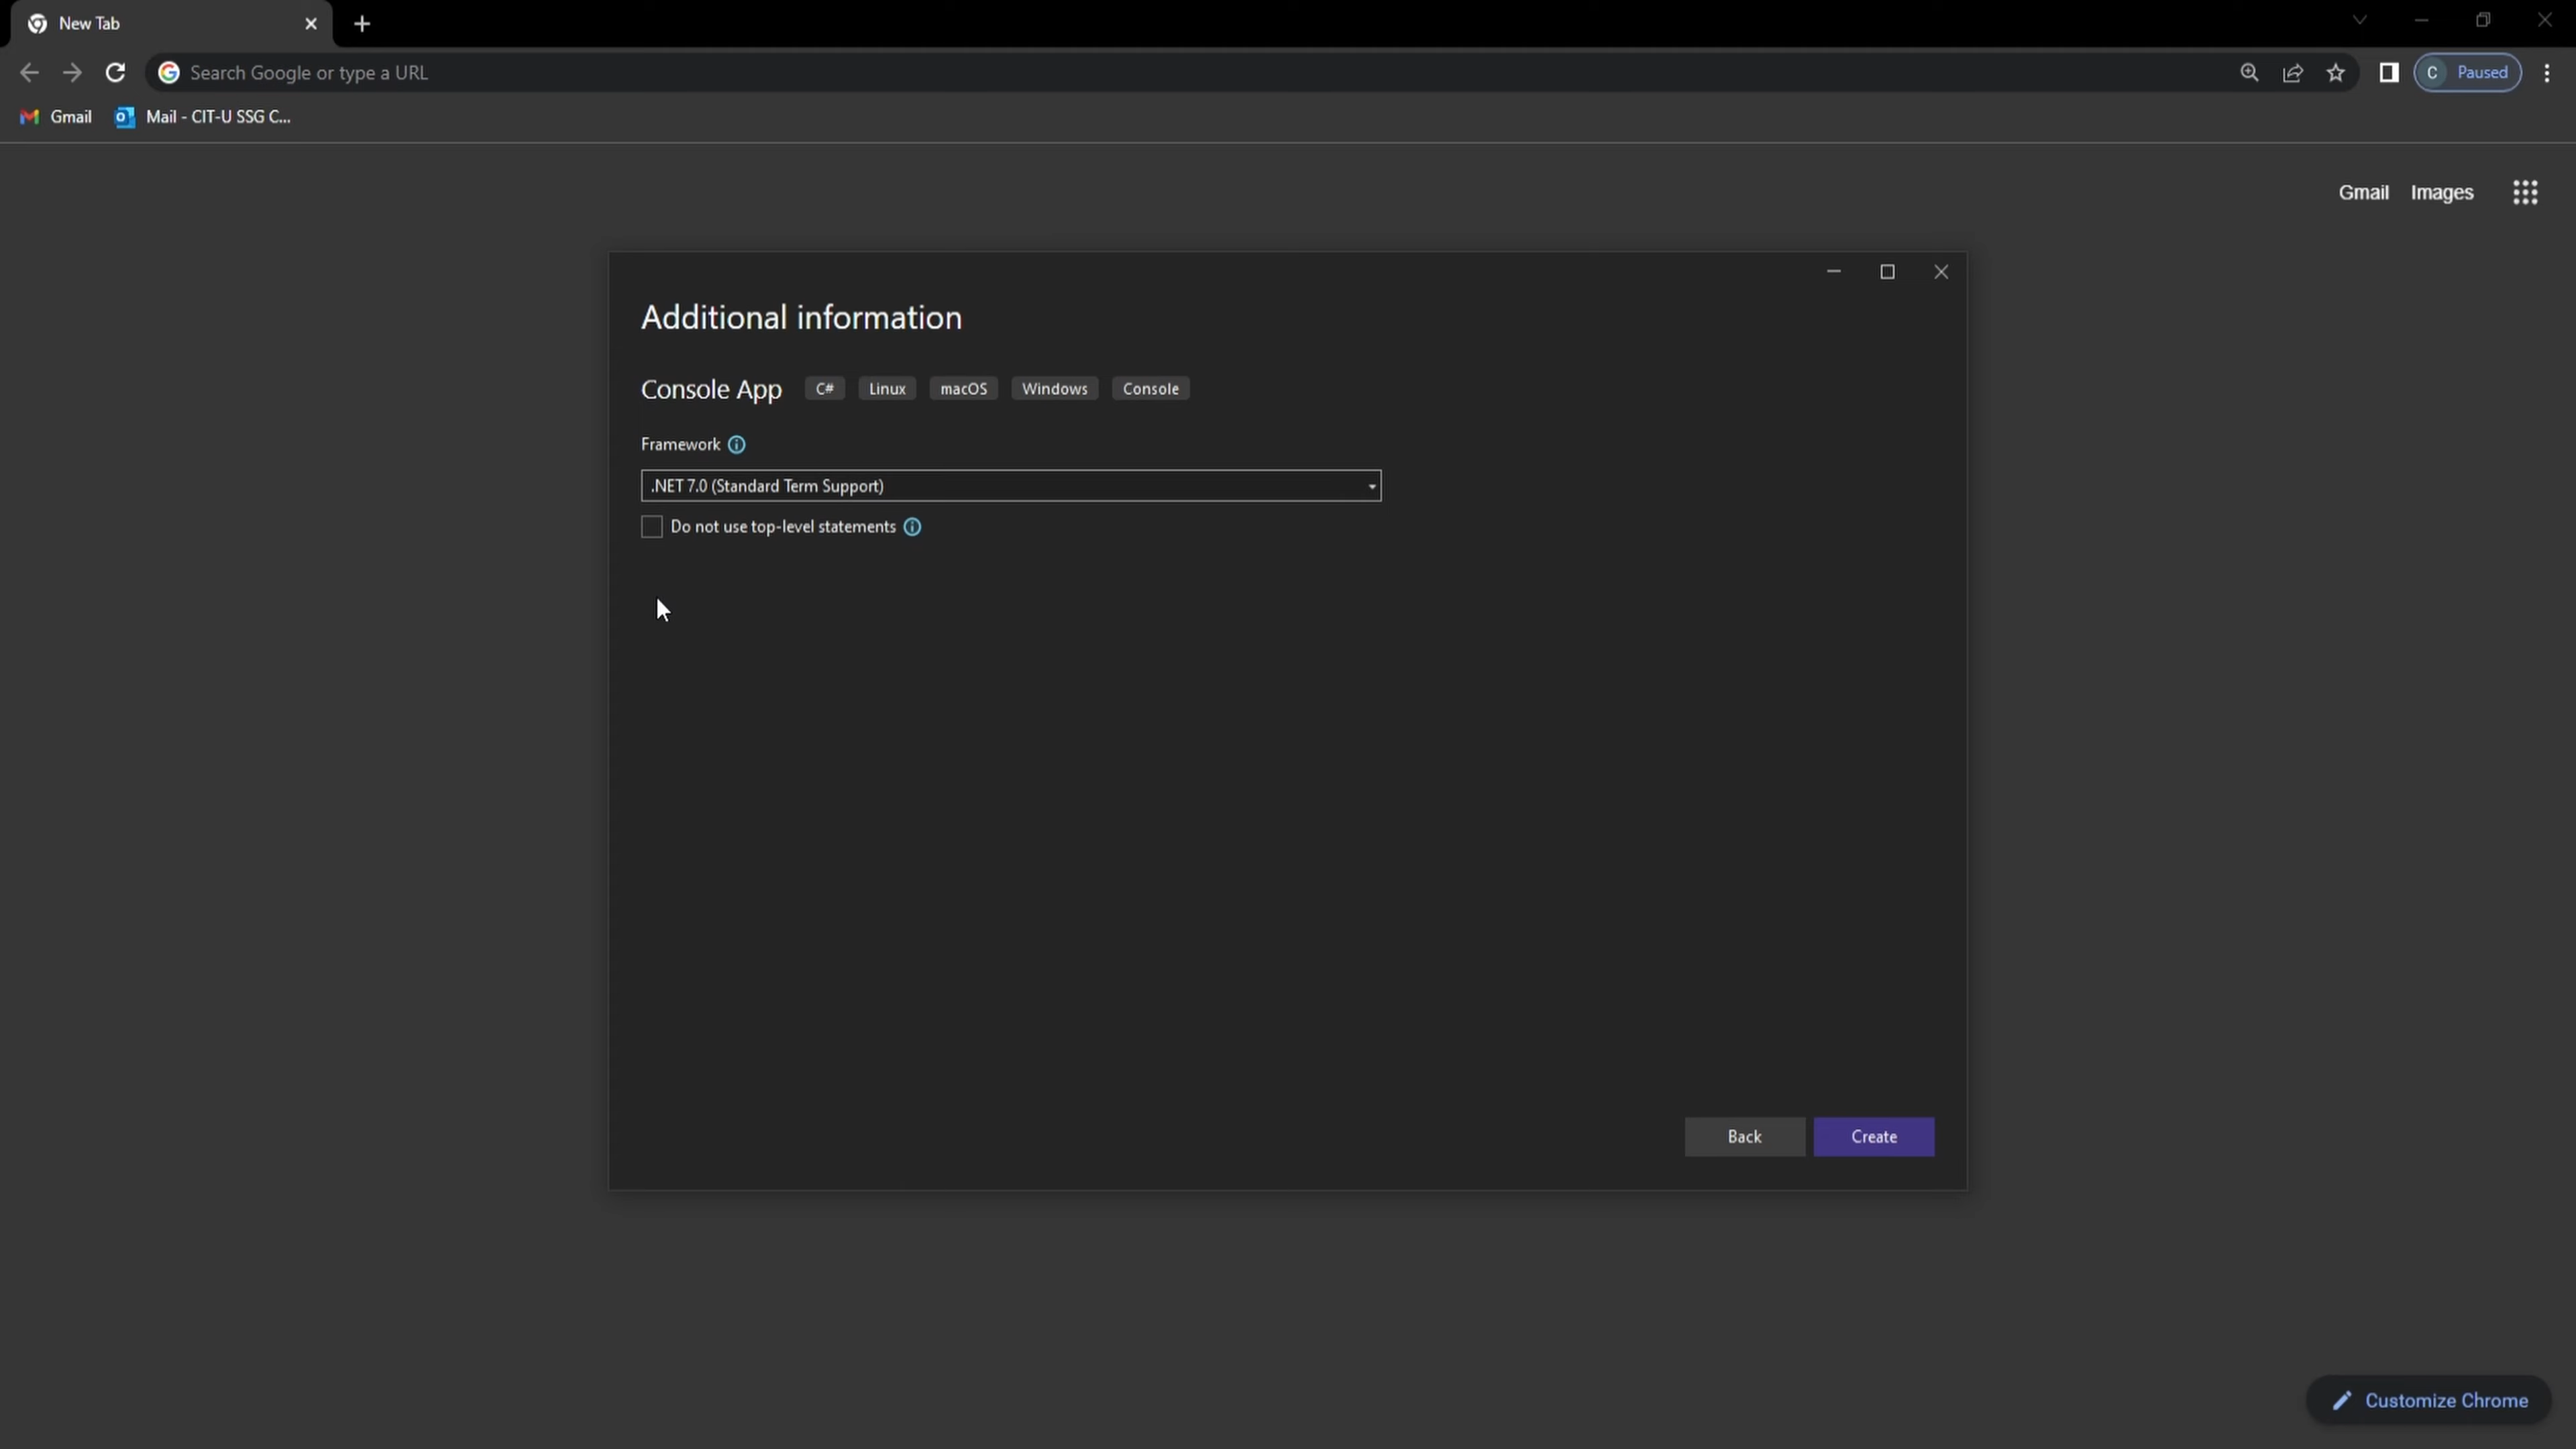 New Tab
Search Google or type a URL
C Paused
Gmail Mail - CIT-U SSG C...
Gmail Images
Additional information
Console App C# Linux macOS Windows Console
Framework
.NET 7.0 (Standard Term Support)
Do not use top-level statements
Back Create
Customize Chrome